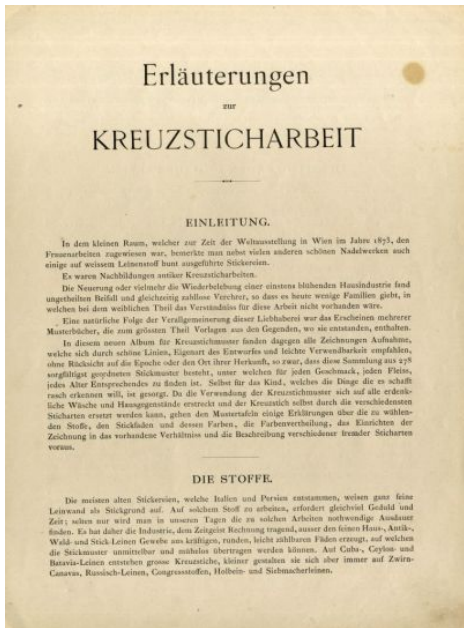 Erläuterungen
zur
KREUZSTICHARBEIT
EINLEITUNG.
In dem kleinen Raum, welcher zur Zeit der Weltausstellung in Wien im Jahre 1873, den
Frauenarbeiten zugewiesen war, bemerkte man nebst vielen anderen schönen Nadelwerken auch
einige auf weissem Leinenstoff bunt ausgeführte Stickereien.
Es waren Nachbildungen antiker Kreuzsticharbeiten.
Die Neuerung oder vielmehr die Wiederbelebung einer einstens blühenden Hausindustrie fand
ungetheilten Beifall und gleichzeitig zahllose Verehrer, so dass es heute wenige Familien giebt, in
welchen bei dem weiblichen Theil das Verständniss für diese Arbeit nicht vorhanden wäre.
Eine natürliche Folge der Verallgemeinerung dieser Liebhaberei war das Erscheinen mehrerer
Musterbücher, die zum grössten Theil Vorlagen aus den Gegenden, wo sie entstanden, enthalten.
In diesem neuen Album für Kreuzstichmuster fanden dagegen alle Zeichnungen Aufnahme,
welche sich durch schöne Linien, Eigenart des Entwurfes und leichte Verwendbarkeit empfahlen,
ohne Rücksicht auf die Epoche oder den Ort ihrer Herkunft, so zwar, dass diese Sammlung aus 278
sorgfältigst geordneten Stickmuster besteht, unter welchen für jeden Geschmack, jeden Fleiss,
jedes Alter Entsprechendes zu finden ist. Selbst für das Kind, welches die Dinge die es schafft
rasch erkennen will, ist gesorgt. Da die Verwendung der Kreuzstichmuster sich auf alle erdenk-
liche Wäsche und Hausgegenstände erstreckt und der Kreuzstich selbst durch die verschiedensten
Sticharten ersetzt werden kann, gehen den Mustertafeln einige Erklärungen über die zu wählen-
den Stoffe, den Stickfaden und dessen Farben, die Farbenvertheilung, das Einrichten der
Zeichnung in das vorhandene Verhältniss und die Beschreibung verschiedener fremder Sticharten
voraus.
DIE STOFFE.
Die meisten alten Stickereien, welche Italien und Persien entstammen, weisen ganz feine
Leinwand als Stickgrund auf. Auf solchem Stoff zu arbeiten, erfordert gleichviel Geduld und
Zeit; selten nur wird man in unseren Tagen die zu solchen Arbeiten nothwendige Ausdauer
finden. Es hat daher die Industrie, dem Zeitgeist Rechnung tragend, ausser den feinen Haus-, Antik-,
Wald- und Stick-Leinen Gewebe aus kräftigen, runden, leicht zählbaren Fäden erzeugt, auf welchen
die Stickmuster unmittelbar und mühelos übertragen werden können. Auf Cuba-, Ceylon- und
Batavia-Leinen entstehen grosse Kreuzstiche, kleiner gestalten sie sich aber immer auf Zwirn-
Canavas, Russisch-Leinen, Congressstoffen, Holbein- und Siebmacherleinen.